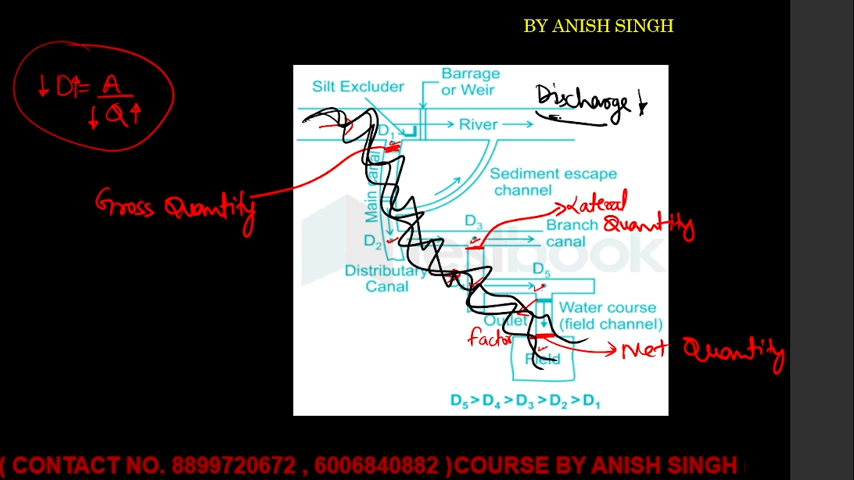 BY ANISH SINGH
↓ D↑ = A
↓ Q ↑
Silt Excluder
Barrage
or Weir
Discharge ↓
D₁
River
Sediment escape
channel
Main canal
Gross Quantity
Lateral
Quantity
D₃
Branch
canal
D₂
Distributary
Canal
D₅
Water course
(field channel)
Outlet
factor
Net Quantity
Field
D₅ > D₄ > D₃ > D₂ > D₁
( CONTACT NO. 8899720672 , 6006840882 )COURSE BY ANISH SINGH